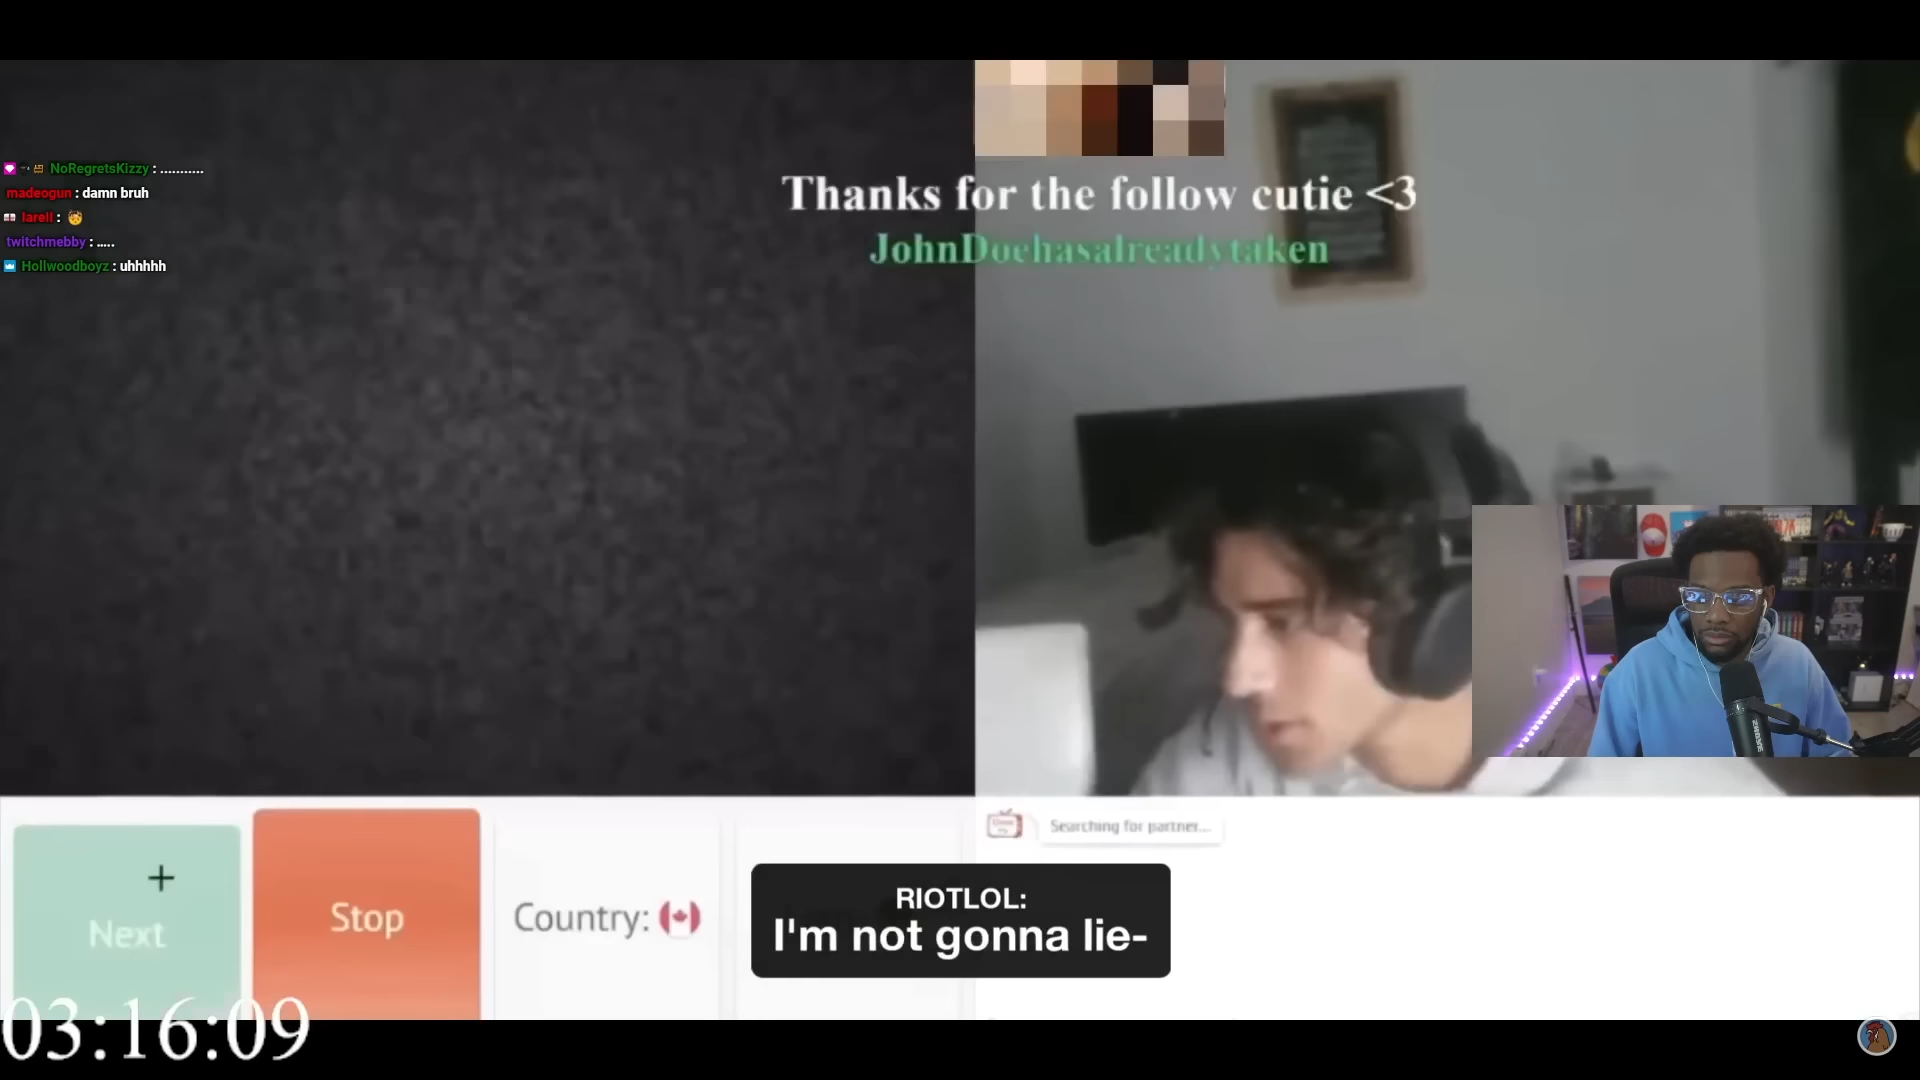 NoRegretsKizzy : ...........
madeogun : damn bruh
larell :
twitchmebby : .....
Hollwoodboyz : uhhhhh
Thanks for the follow cutie <3
JohnDoehasalreadytaken
Searching for partner...
Next
Stop
Country:
RIOTLOL:
I'm not gonna lie-
03:16:09